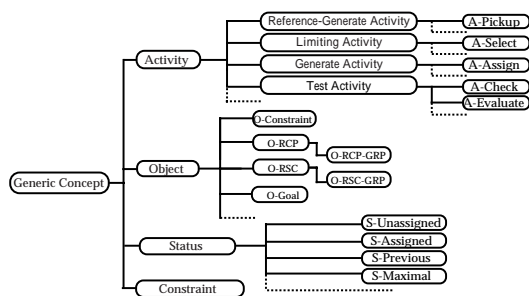 Reference-Generate Activity
A-Pickup
Limiting Activity
A-Select
Activity
Generate Activity
A-Assign
Test Activity
A-Check
A-Evaluate
O-Constraint
O-RCP
O-RCP-GRP
Object
O-RSC
O-RSC-GRP
Generic Concept
O-Goal
S-Unassigned
S-Assigned
Status
S-Previous
S-Maximal
Constraint